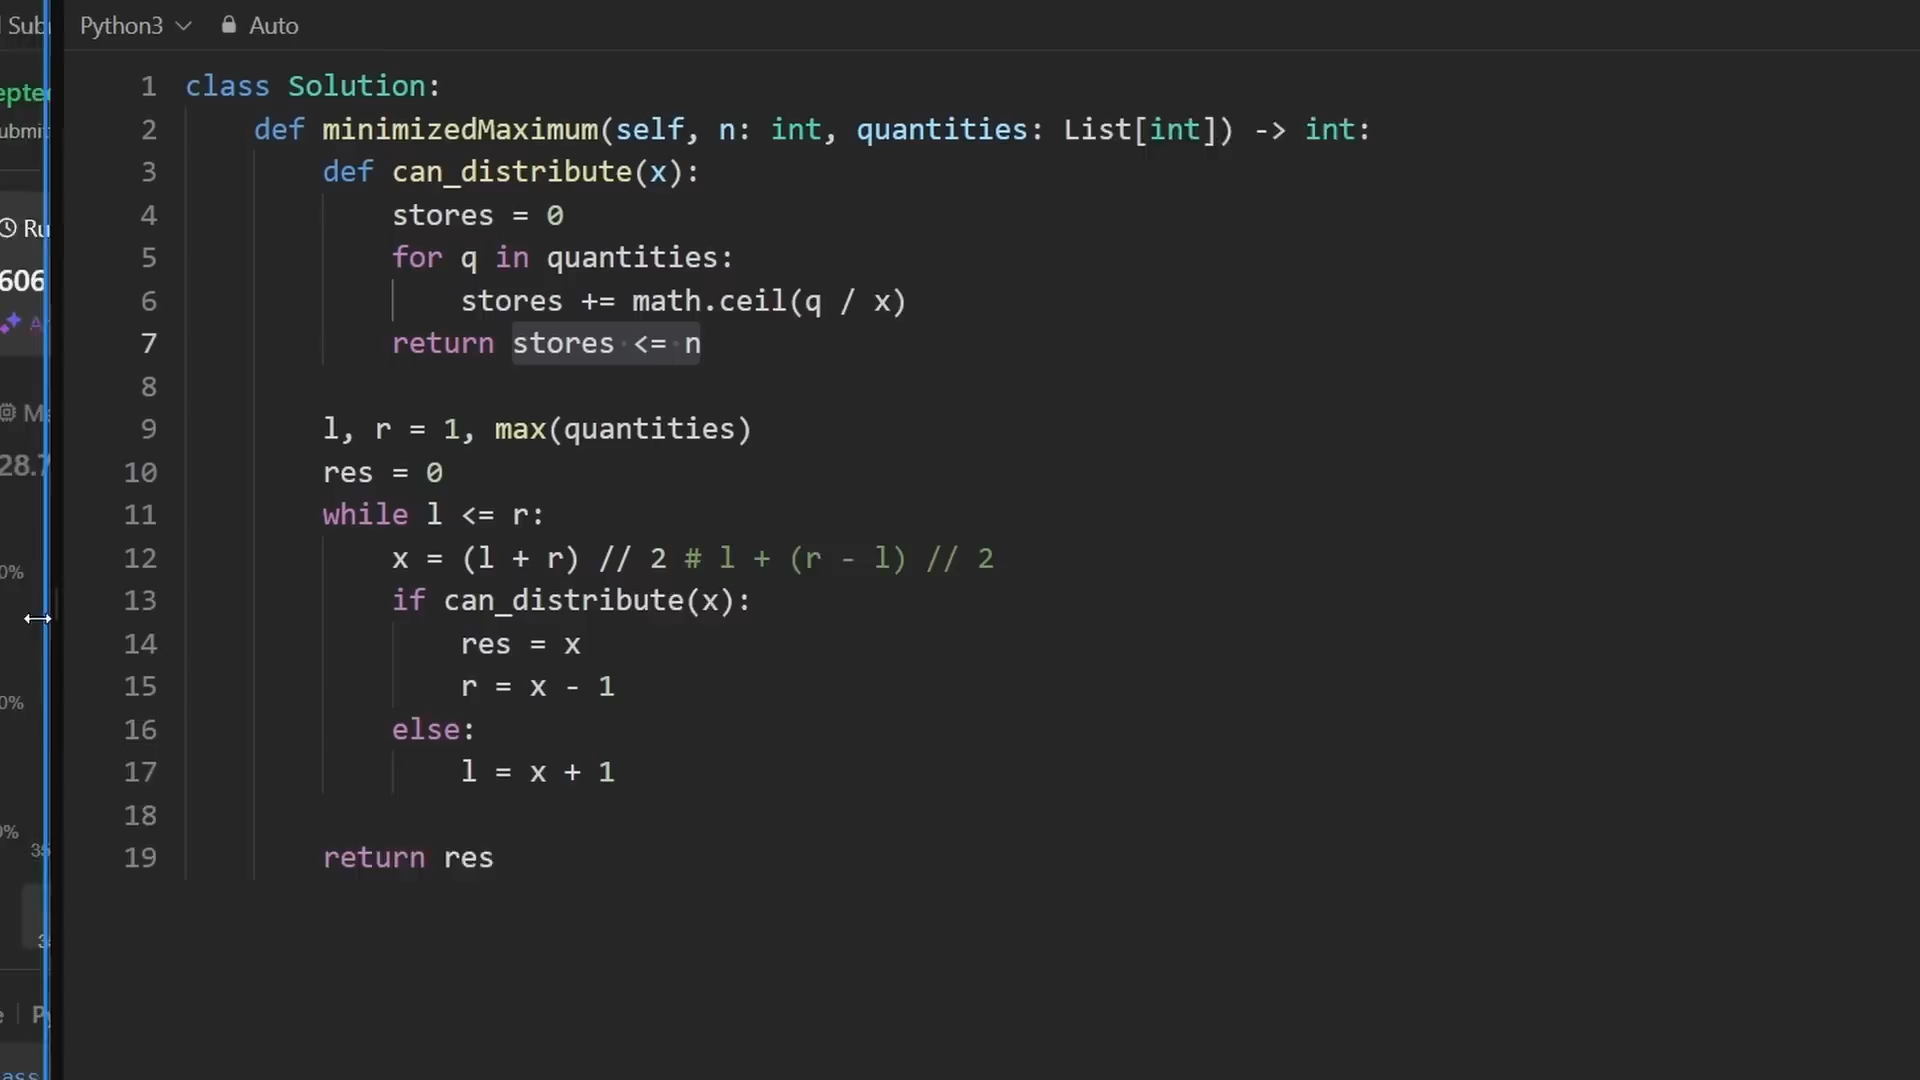 Python3 Auto
1 class Solution:
2 def minimizedMaximum(self, n: int, quantities: List[int]) -> int:
3 def can_distribute(x):
4 stores = 0
5 for q in quantities:
6 stores += math.ceil(q / x)
7 return stores <= n
8
9 l, r = 1, max(quantities)
10 res = 0
11 while l <= r:
12 x = (l + r) // 2 # l + (r - l) // 2
13 if can_distribute(x):
14 res = x
15 r = x - 1
16 else:
17 l = x + 1
18
19 return res
606
0%
0%